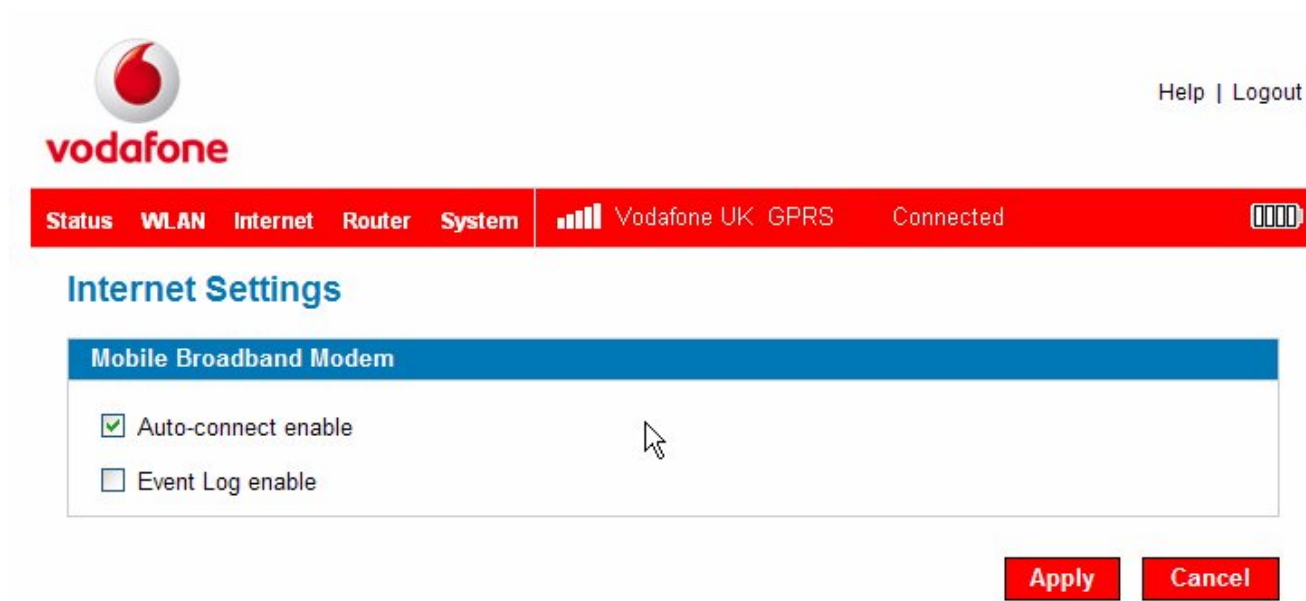 vodafone
Help | Logout
Status WLAN Internet Router System Vodafone UK GPRS Connected
Internet Settings
Mobile Broadband Modem
Auto-connect enable
Event Log enable
Apply Cancel